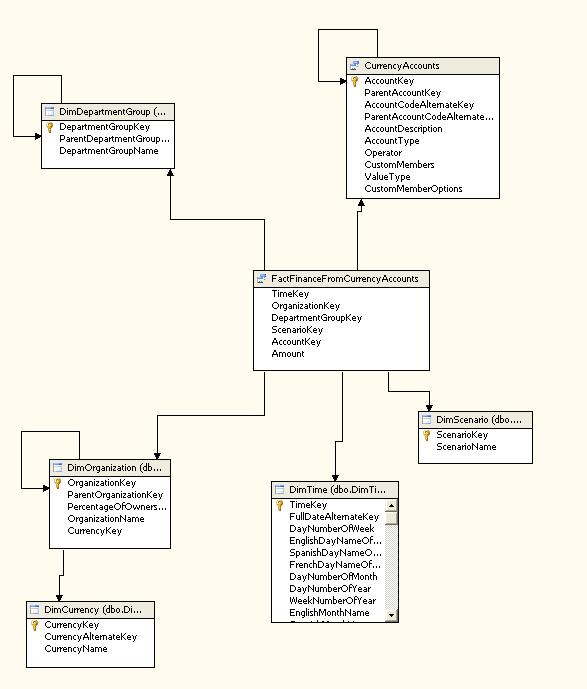 CurrencyAccounts
AccountKey
ParentAccountKey
AccountCodeAlternateKey
ParentAccountCodeAlternate...
AccountDescription
AccountType
Operator
CustomMembers
ValueType
CustomMemberOptions
DimDepartmentGroup (...
DepartmentGroupKey
ParentDepartmentGroup...
DepartmentGroupName
FactFinanceFromCurrencyAccounts
TimeKey
OrganizationKey
DepartmentGroupKey
ScenarioKey
AccountKey
Amount
DimScenario (dbo....
ScenarioKey
ScenarioName
DimOrganization (db...
OrganizationKey
ParentOrganizationKey
PercentageOfOwners...
OrganizationName
CurrencyKey
DimTime (dbo.DimTi...
TimeKey
FullDateAlternateKey
DayNumberOfWeek
EnglishDayNameOf...
SpanishDayNameO...
FrenchDayNameOf...
DayNumberOfMonth
DayNumberOfYear
WeekNumberOfYear
EnglishMonthName
DimCurrency (dbo.Di...
CurrencyKey
CurrencyAlternateKey
CurrencyName